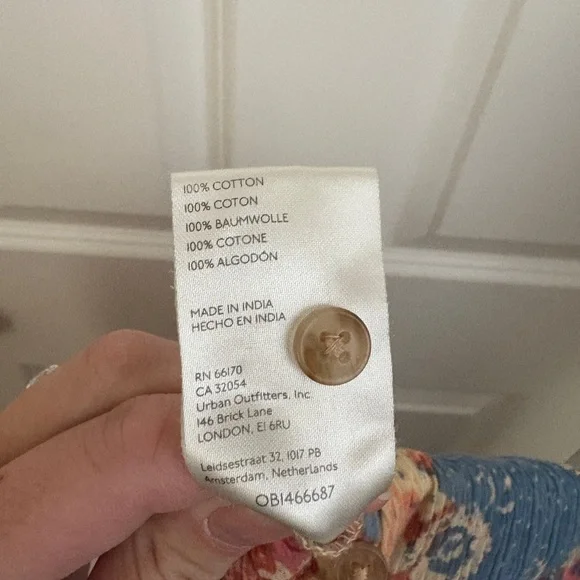 100% COTTON
100% COTON
100% BAUMWOLLE
100% COTONE
100% ALGODÓN
MADE IN INDIA
HECHO EN INDIA
RN 66170
CA 32054
Urban Outfitters, Inc.
146 Brick Lane
LONDON, E1 6RU
Leidsestraat 32, 1017 PB
Amsterdam, Netherlands
OB1466687